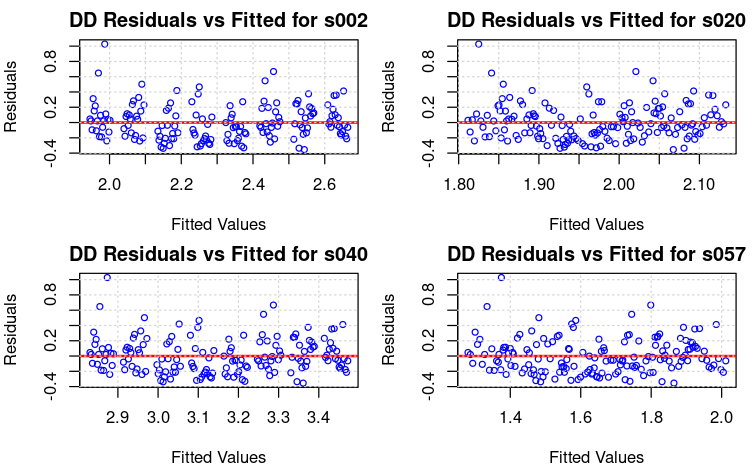 DD Residuals vs Fitted for s002
Residuals
-0.4 0.2 0.8
2.0 2.2 2.4 2.6
Fitted Values
DD Residuals vs Fitted for s020
Residuals
-0.4 0.2 0.8
1.80 1.90 2.00 2.10
Fitted Values
DD Residuals vs Fitted for s040
Residuals
-0.4 0.2 0.8
2.9 3.0 3.1 3.2 3.3 3.4
Fitted Values
DD Residuals vs Fitted for s057
Residuals
-0.4 0.2 0.8
1.4 1.6 1.8 2.0
Fitted Values